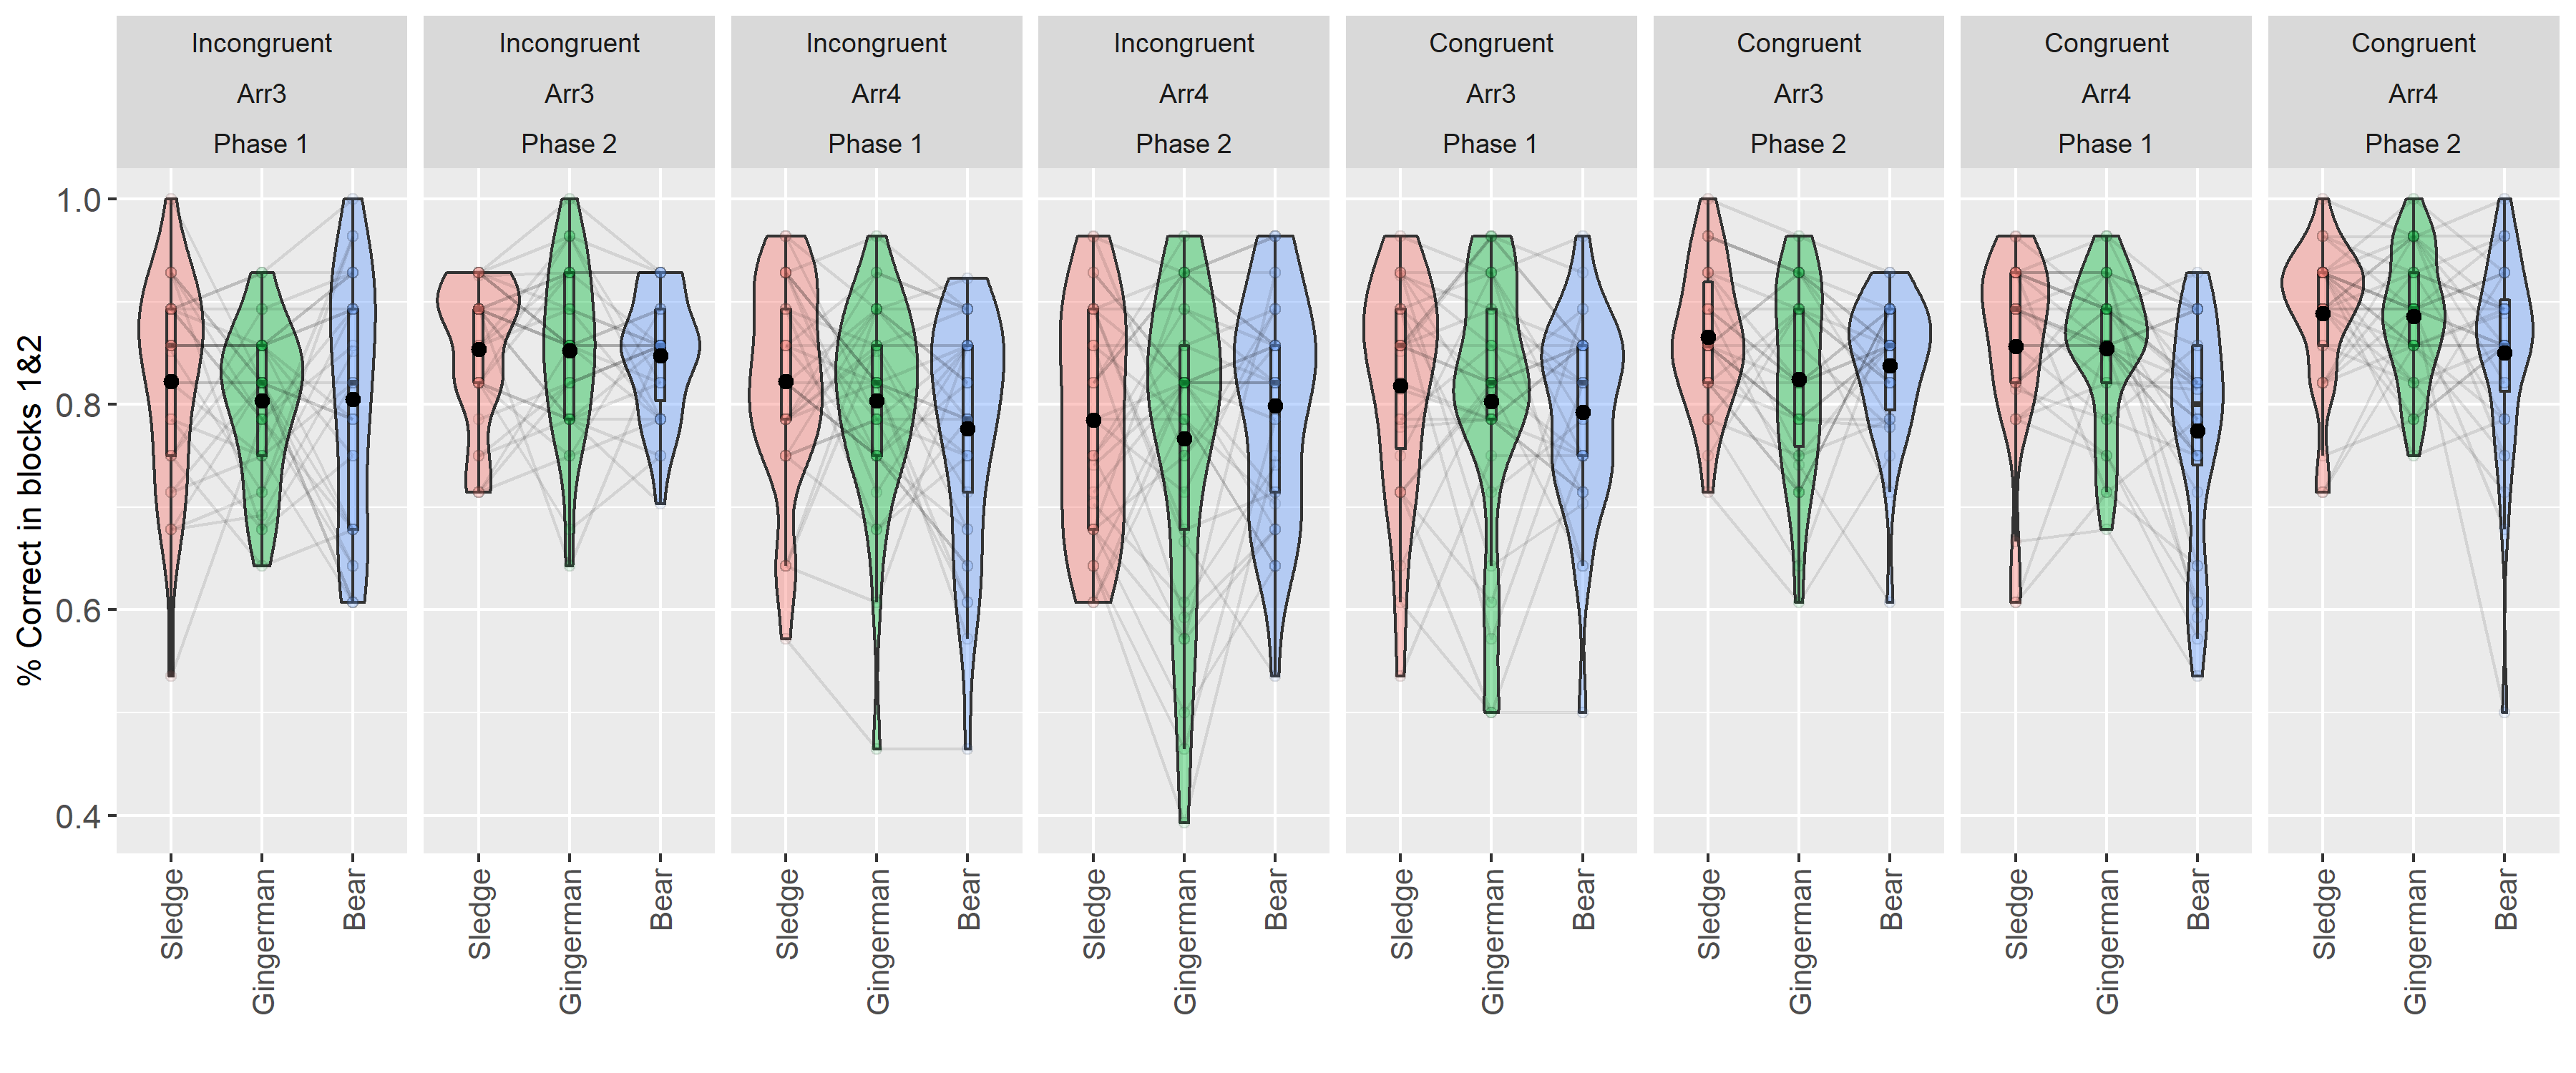 Incongruent Incongruent Incongruent Incongruent Congruent Congruent Congruent Congruent
Arr3 Arr3 Arr4 Arr4 Arr3 Arr3 Arr4 Arr4
Phase 1 Phase 2 Phase 1 Phase 2 Phase 1 Phase 2 Phase 1 Phase 2
% Correct in blocks 1&2
1.0
0.8
0.6
0.4
Sledge Gingerman Bear Sledge Gingerman Bear Sledge Gingerman Bear Sledge Gingerman Bear Sledge Gingerman Bear Sledge Gingerman Bear Sledge Gingerman Bear Sledge Gingerman Bear